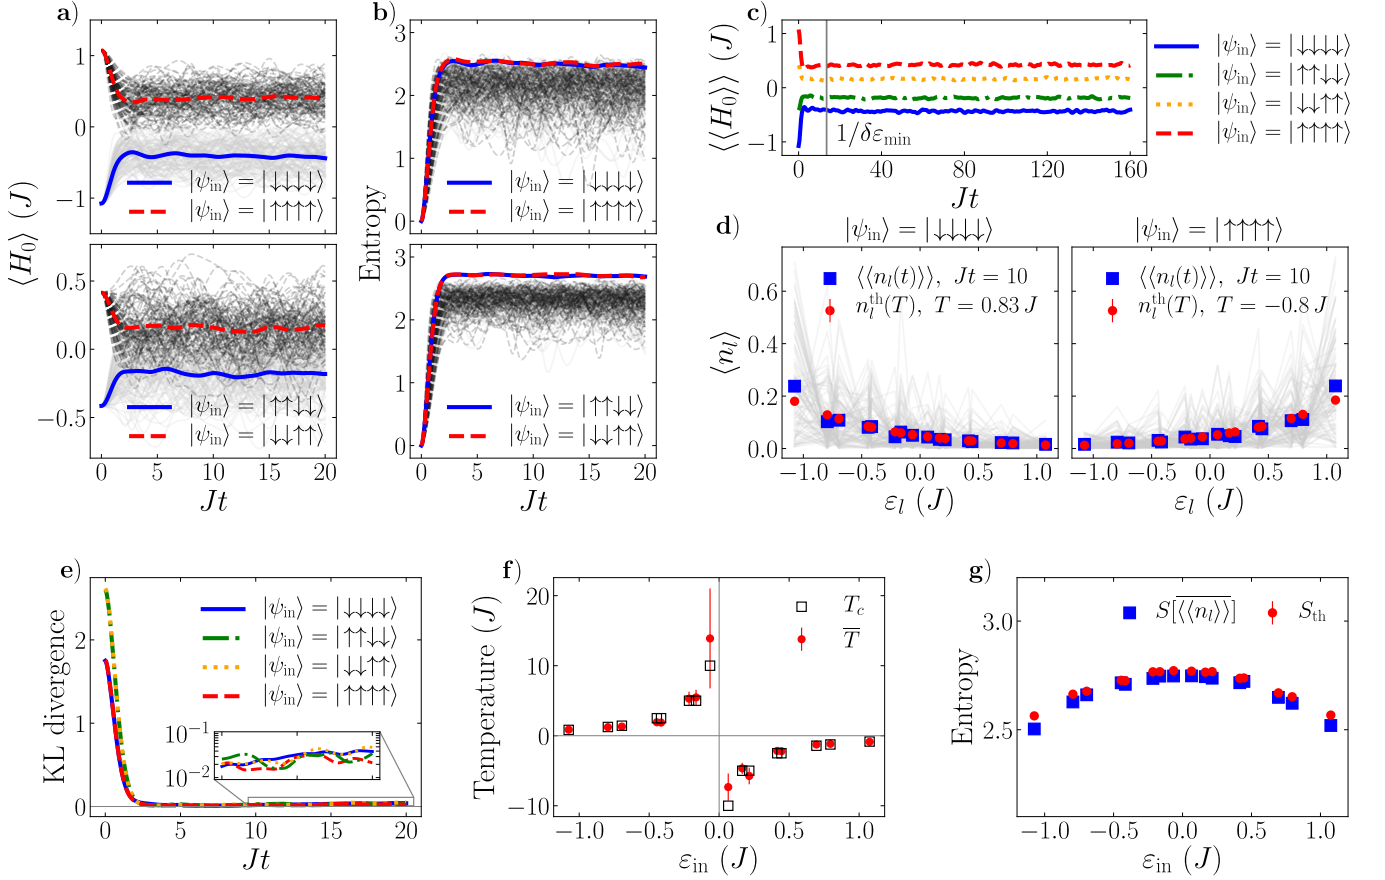 a)
⟨H₀⟩ (J)
1
0
−1
|ψin⟩ = |↓↓↓↓⟩
|ψin⟩ = |↑↑↑↑⟩
0.5
0.0
−0.5
|ψin⟩ = |↑↑↓↓⟩
|ψin⟩ = |↓↓↑↑⟩
0 5 10 15 20
Jt
b)
Entropy
3
2
1
0
|ψin⟩ = |↓↓↓↓⟩
|ψin⟩ = |↑↑↑↑⟩
3
2
1
0
|ψin⟩ = |↑↑↓↓⟩
|ψin⟩ = |↓↓↑↑⟩
0 5 10 15 20
Jt
c)
⟨⟨H₀⟩⟩ (J)
1
0
−1
1/δεmin
0 40 80 120 160
Jt
|ψin⟩ = |↓↓↓↓⟩
|ψin⟩ = |↑↑↓↓⟩
|ψin⟩ = |↓↓↑↑⟩
|ψin⟩ = |↑↑↑↑⟩
d)
|ψin⟩ = |↓↓↓↓⟩
|ψin⟩ = |↑↑↑↑⟩
⟨nl⟩
0.6
0.4
0.2
0.0
⟨⟨nl(t)⟩⟩, Jt = 10
nlth(T), T = 0.83 J
⟨⟨nl(t)⟩⟩, Jt = 10
nlth(T), T = −0.8 J
−1.0 −0.5 0.0 0.5 1.0
−1.0 −0.5 0.0 0.5 1.0
εl (J)
εl (J)
e)
KL divergence
2
1
0
|ψin⟩ = |↓↓↓↓⟩
|ψin⟩ = |↑↑↓↓⟩
|ψin⟩ = |↓↓↑↑⟩
|ψin⟩ = |↑↑↑↑⟩
10⁻¹
10⁻²
0 5 10 15 20
Jt
f)
Temperature (J)
20
10
0
−10
Tc
T̅
−1.0 −0.5 0.0 0.5 1.0
εin (J)
g)
Entropy
3.0
2.5
S[⟨⟨nl⟩⟩]
Sth
−1.0 −0.5 0.0 0.5 1.0
εin (J)